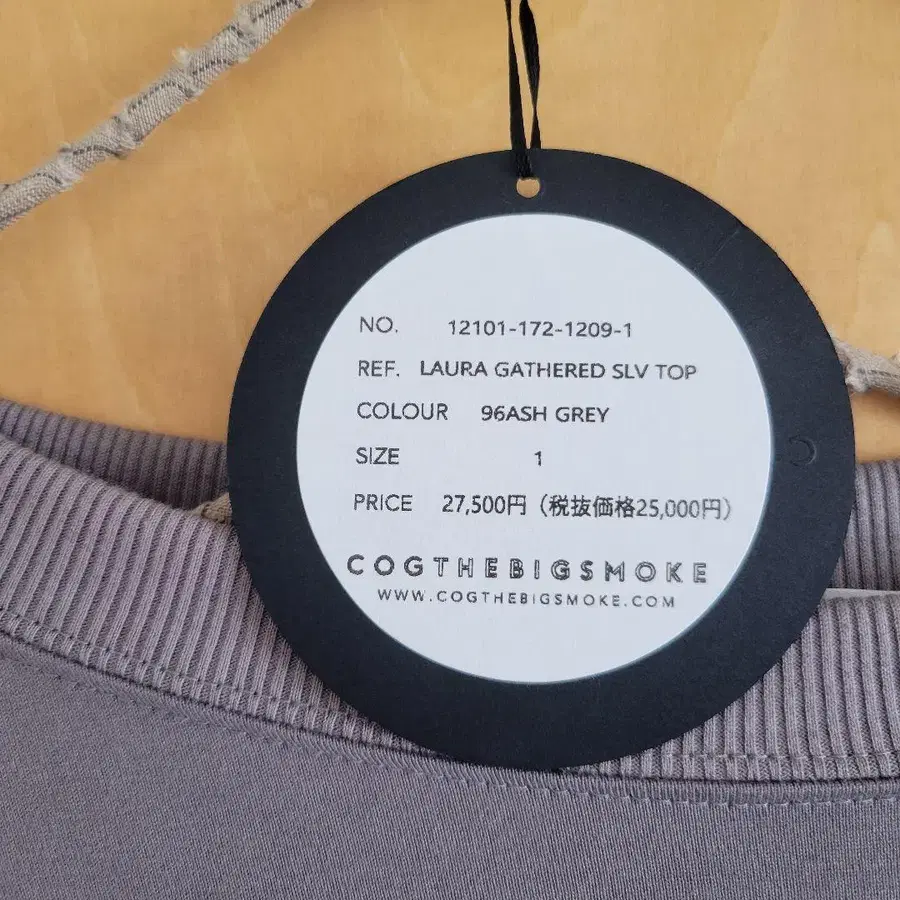 NO. 12101-172-1209-1
REF. LAURA GATHERED SLV TOP
COLOUR 96ASH GREY
SIZE 1
PRICE 27,500円（税抜価格25,000円）
COGTHEBIGSMOKE
WWW.COGTHEBIGSMOKE.COM